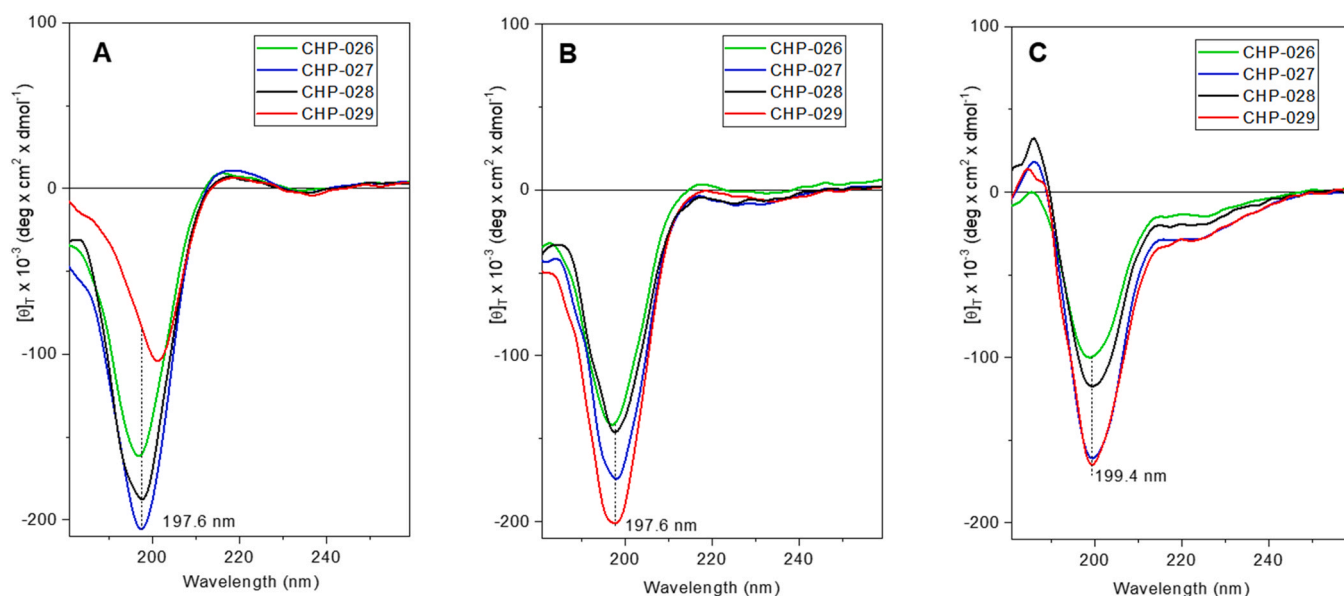 A
CHP-026
CHP-027
CHP-028
CHP-029
100
0
-100
-200
[θ]T x 10⁻³ (deg x cm² x dmol⁻¹)
197.6 nm
200 220 240
Wavelength (nm)
B
CHP-026
CHP-027
CHP-028
CHP-029
100
0
-100
-200
[θ]T x 10⁻³ (deg x cm² x dmol⁻¹)
197.6 nm
200 220 240
Wavelength (nm)
C
CHP-026
CHP-027
CHP-028
CHP-029
100
0
-100
-200
[θ]T x 10⁻³ (deg x cm² x dmol⁻¹)
199.4 nm
200 220 240
Wavelength (nm)